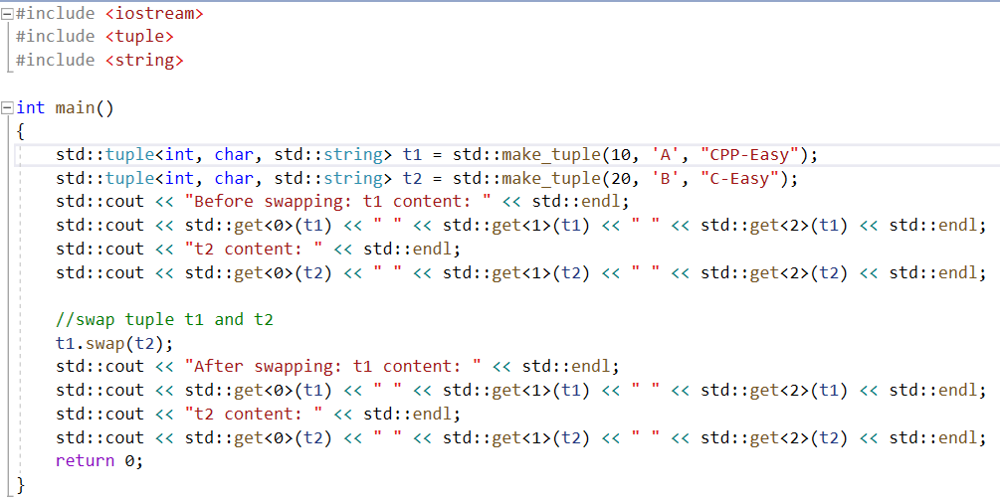 #include <iostream>
#include <tuple>
#include <string>
int main()
{
std::tuple<int, char, std::string> t1 = std::make_tuple(10, 'A', "CPP-Easy");
std::tuple<int, char, std::string> t2 = std::make_tuple(20, 'B', "C-Easy");
std::cout << "Before swapping: t1 content: " << std::endl;
std::cout << std::get<0>(t1) << " " << std::get<1>(t1) << " " << std::get<2>(t1) << std::endl;
std::cout << "t2 content: " << std::endl;
std::cout << std::get<0>(t2) << " " << std::get<1>(t2) << " " << std::get<2>(t2) << std::endl;
//swap tuple t1 and t2
t1.swap(t2);
std::cout << "After swapping: t1 content: " << std::endl;
std::cout << std::get<0>(t1) << " " << std::get<1>(t1) << " " << std::get<2>(t1) << std::endl;
std::cout << "t2 content: " << std::endl;
std::cout << std::get<0>(t2) << " " << std::get<1>(t2) << " " << std::get<2>(t2) << std::endl;
return 0;
}